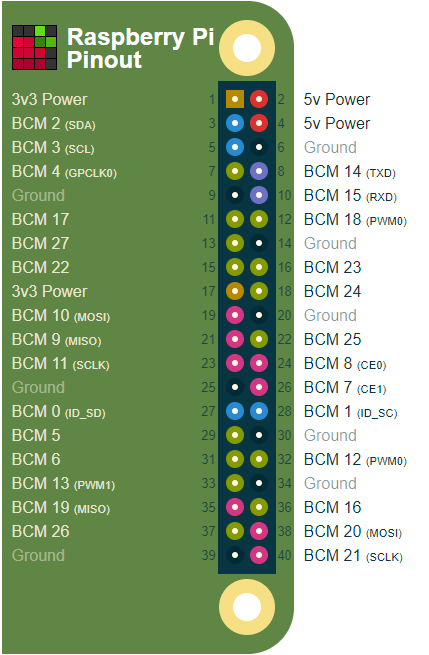 Raspberry Pi
Pinout
3v3 Power 1 2 5v Power
BCM 2 (SDA) 3 4 5v Power
BCM 3 (SCL) 5 6 Ground
BCM 4 (GPCLK0) 7 8 BCM 14 (TXD)
Ground 9 10 BCM 15 (RXD)
BCM 17 11 12 BCM 18 (PWM0)
BCM 27 13 14 Ground
BCM 22 15 16 BCM 23
3v3 Power 17 18 BCM 24
BCM 10 (MOSI) 19 20 Ground
BCM 9 (MISO) 21 22 BCM 25
BCM 11 (SCLK) 23 24 BCM 8 (CE0)
Ground 25 26 BCM 7 (CE1)
BCM 0 (ID_SD) 27 28 BCM 1 (ID_SC)
BCM 5 29 30 Ground
BCM 6 31 32 BCM 12 (PWM0)
BCM 13 (PWM1) 33 34 Ground
BCM 19 (MISO) 35 36 BCM 16
BCM 26 37 38 BCM 20 (MOSI)
Ground 39 40 BCM 21 (SCLK)